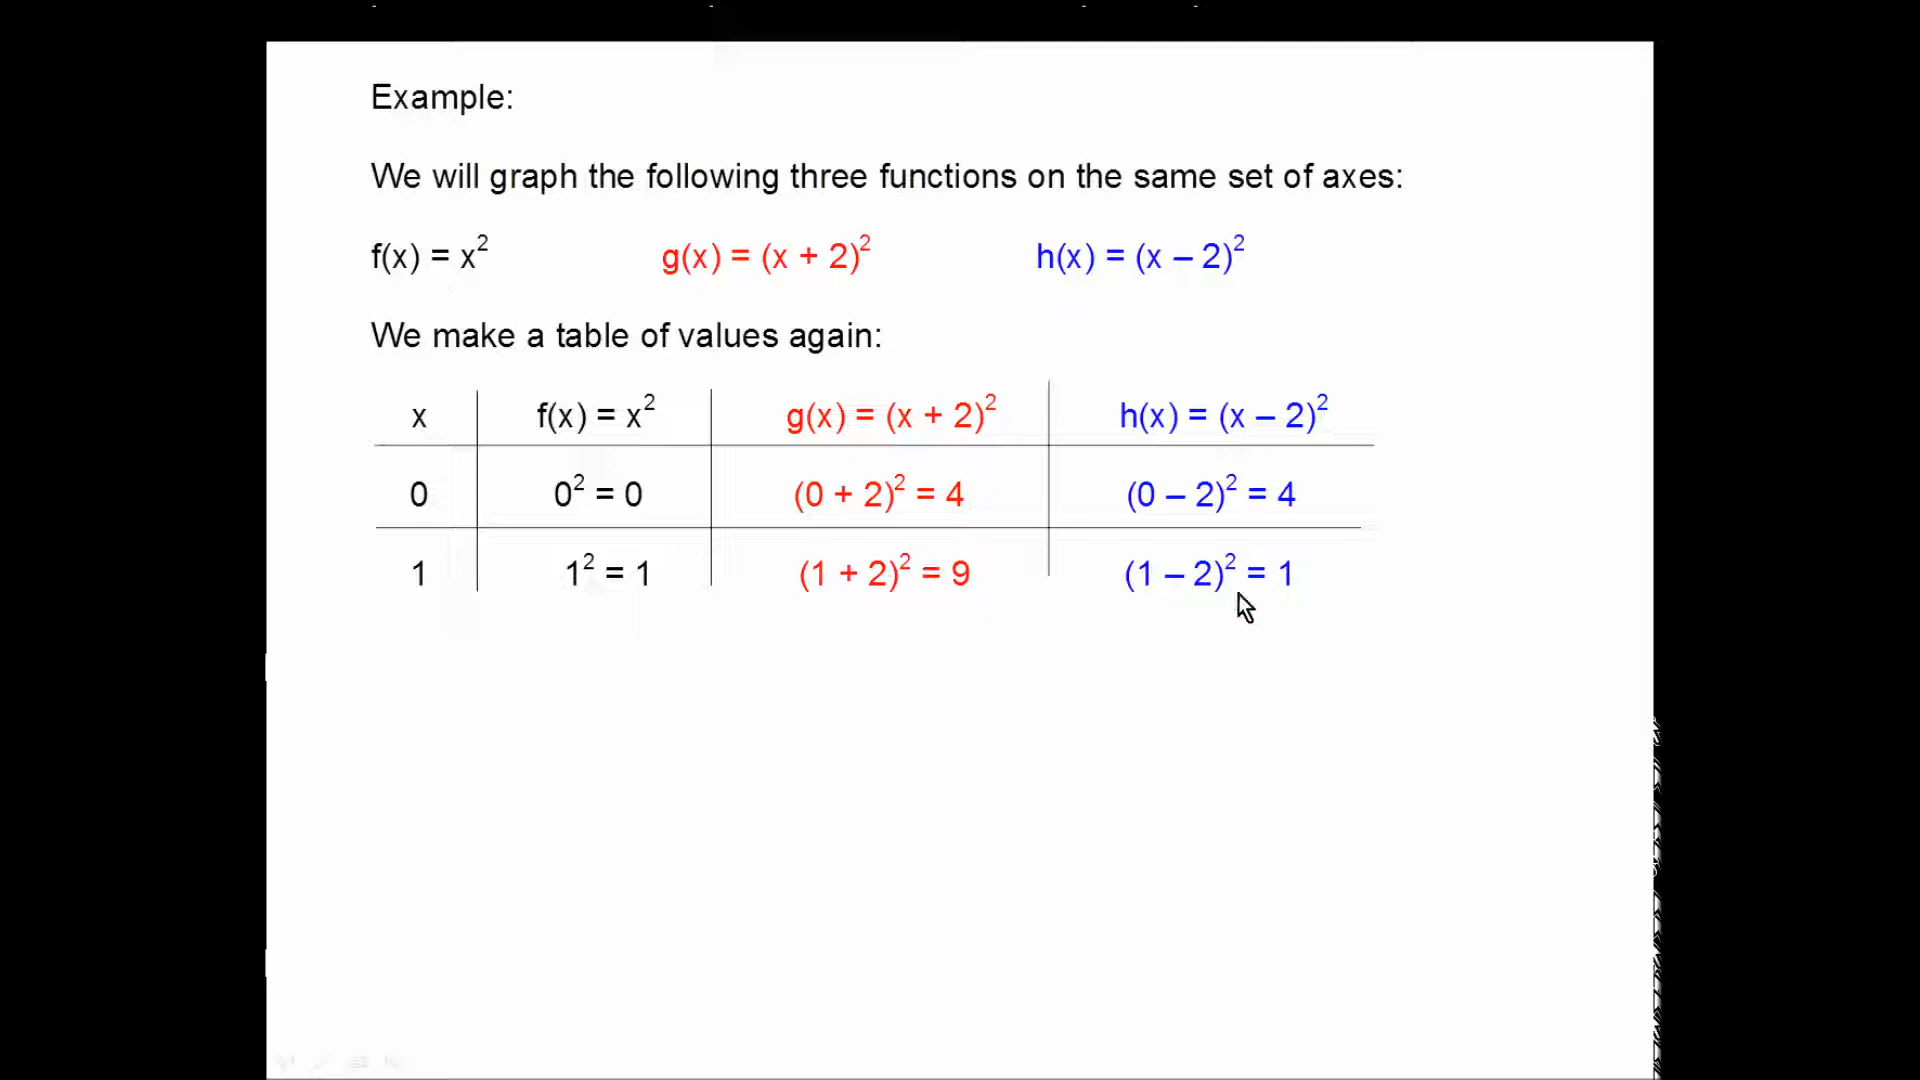 Example:
We will graph the following three functions on the same set of axes:
f(x) = x² g(x) = (x + 2)² h(x) = (x – 2)²
We make a table of values again:
x f(x) = x² g(x) = (x + 2)² h(x) = (x – 2)²
0 0² = 0 (0 + 2)² = 4 (0 – 2)² = 4
1 1² = 1 (1 + 2)² = 9 (1 – 2)² = 1